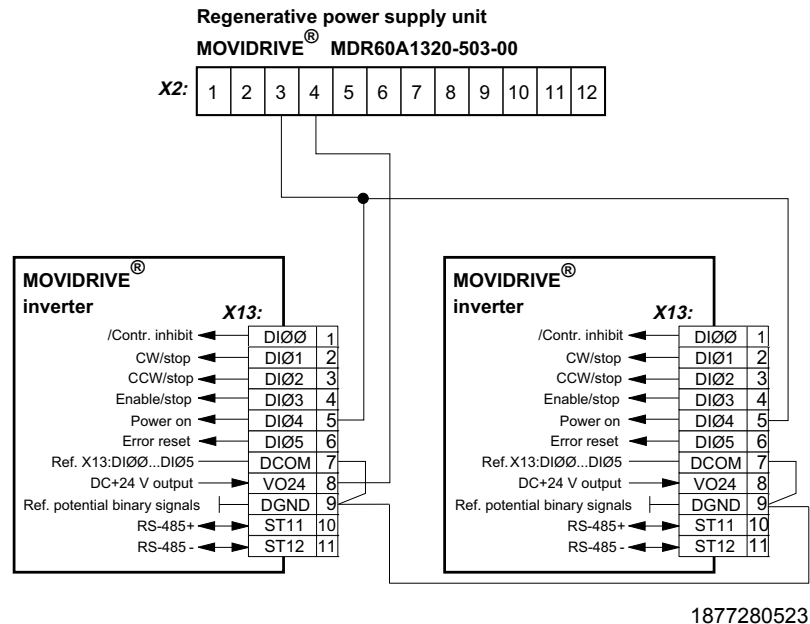 Regenerative power supply unit
MOVIDRIVE® MDR60A1320-503-00
X2: 1 2 3 4 5 6 7 8 9 10 11 12
MOVIDRIVE®
inverter X13:
/Contr. inhibit DIØØ 1
CW/stop DIØ1 2
CCW/stop DIØ2 3
Enable/stop DIØ3 4
Power on DIØ4 5
Error reset DIØ5 6
Ref. X13:DIØØ...DIØ5 DCOM 7
DC+24 V output VO24 8
Ref. potential binary signals DGND 9
RS-485+ ST11 10
RS-485 - ST12 11
MOVIDRIVE®
inverter X13:
/Contr. inhibit DIØØ 1
CW/stop DIØ1 2
CCW/stop DIØ2 3
Enable/stop DIØ3 4
Power on DIØ4 5
Error reset DIØ5 6
Ref. X13:DIØØ...DIØ5 DCOM 7
DC+24 V output VO24 8
Ref. potential binary signals DGND 9
RS-485+ ST11 10
RS-485 - ST12 11
1877280523